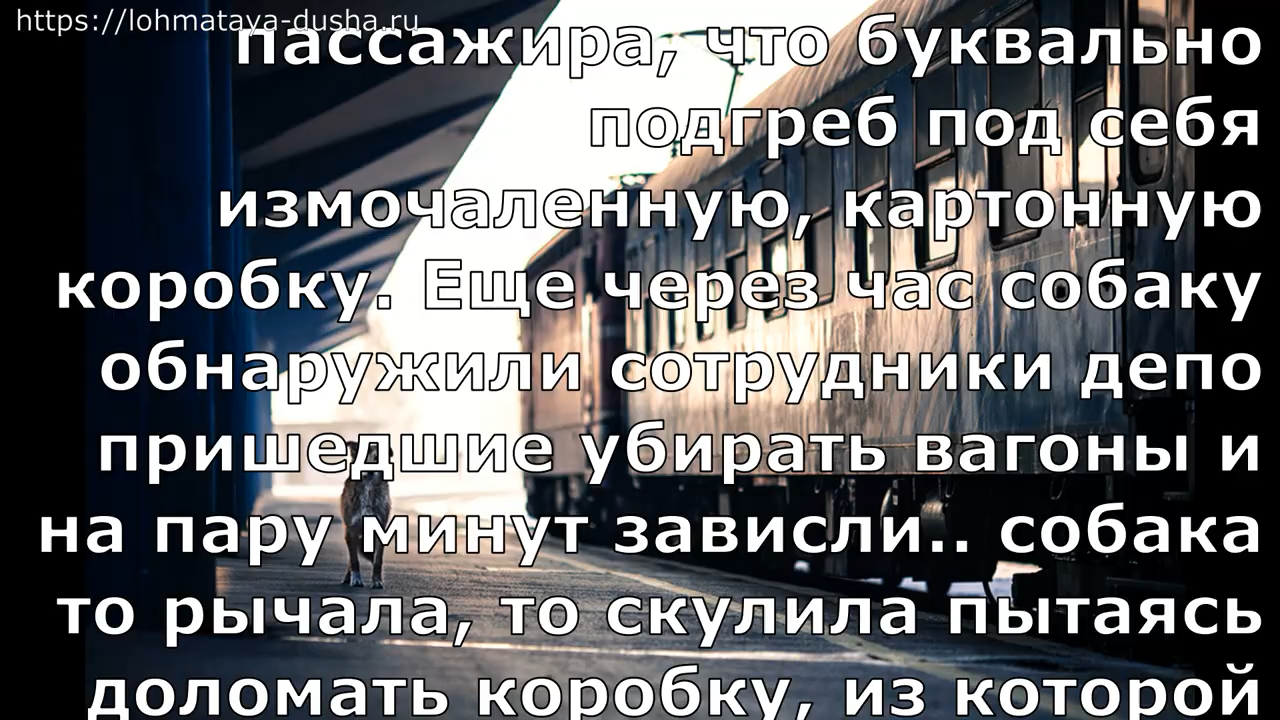 https://lohmataya-dusha.ru
пассажира, что буквально
подгреб под себя
измочаленную, картонную
коробку. Еще через час собаку
обнаружили сотрудники депо
пришедшие убирать вагоны и
на пару минут зависли.. собака
то рычала, то скулила пытаясь
доломать коробку, из которой